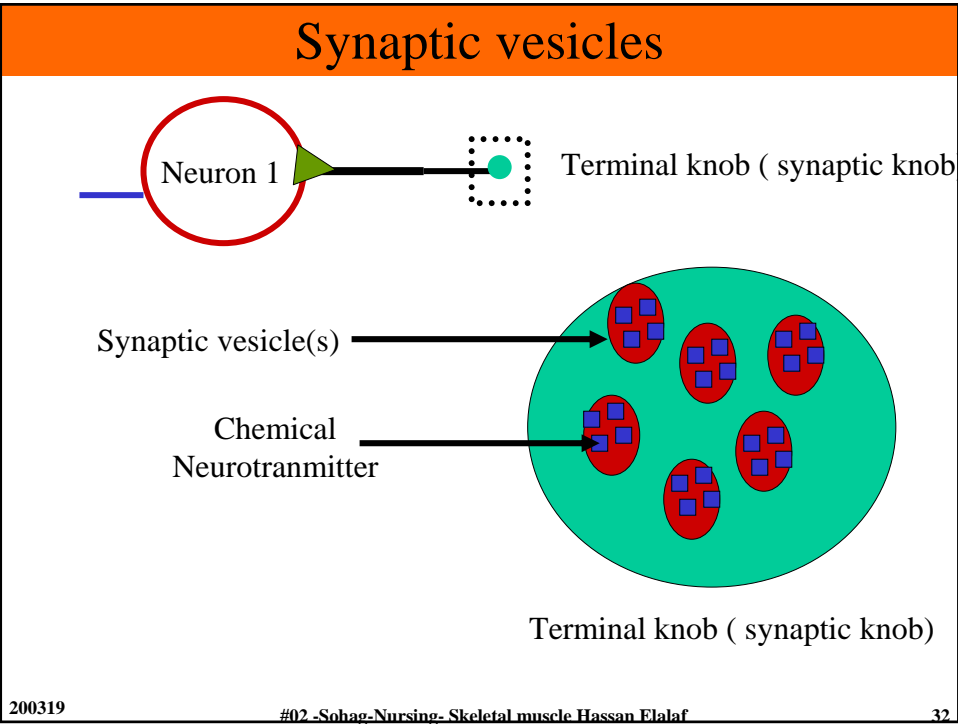 Synaptic vesicles
Neuron 1
Terminal knob ( synaptic knob
Synaptic vesicle(s)
Chemical
Neurotranmitter
Terminal knob ( synaptic knob)
200319
#02 -Sohag-Nursing- Skeletal muscle Hassan Elalaf
32